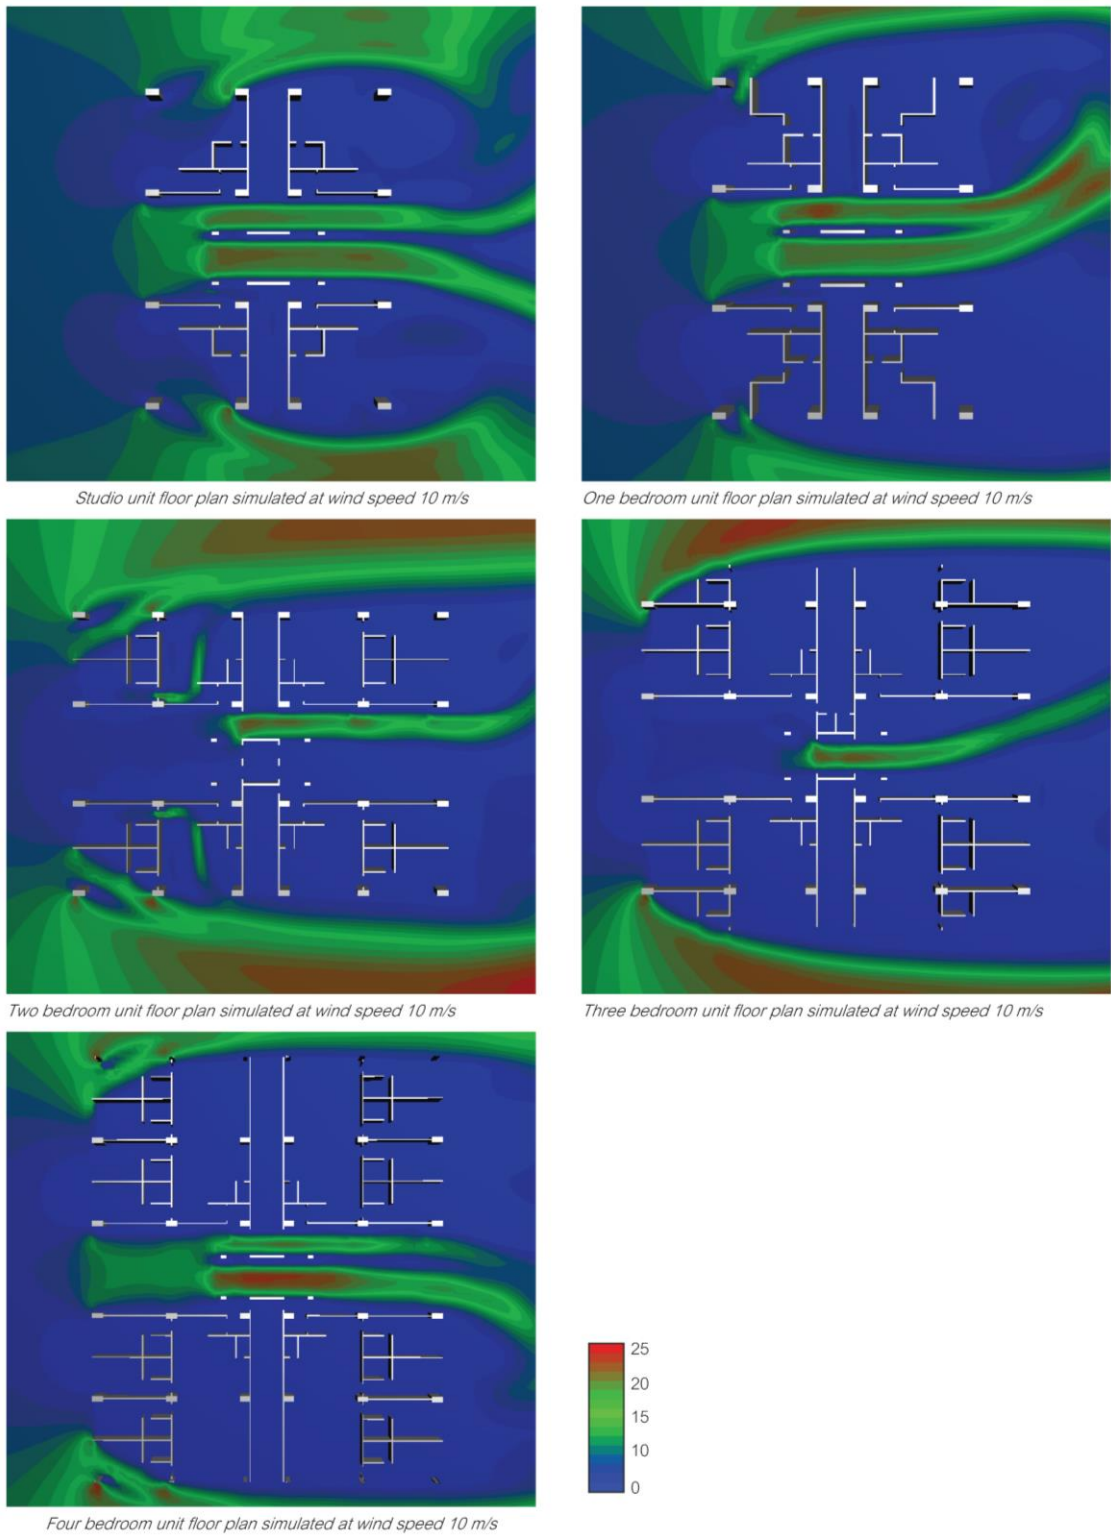 Studio unit floor plan simulated at wind speed 10 m/s
One bedroom unit floor plan simulated at wind speed 10 m/s
Two bedroom unit floor plan simulated at wind speed 10 m/s
Three bedroom unit floor plan simulated at wind speed 10 m/s
25
20
15
10
0
Four bedroom unit floor plan simulated at wind speed 10 m/s